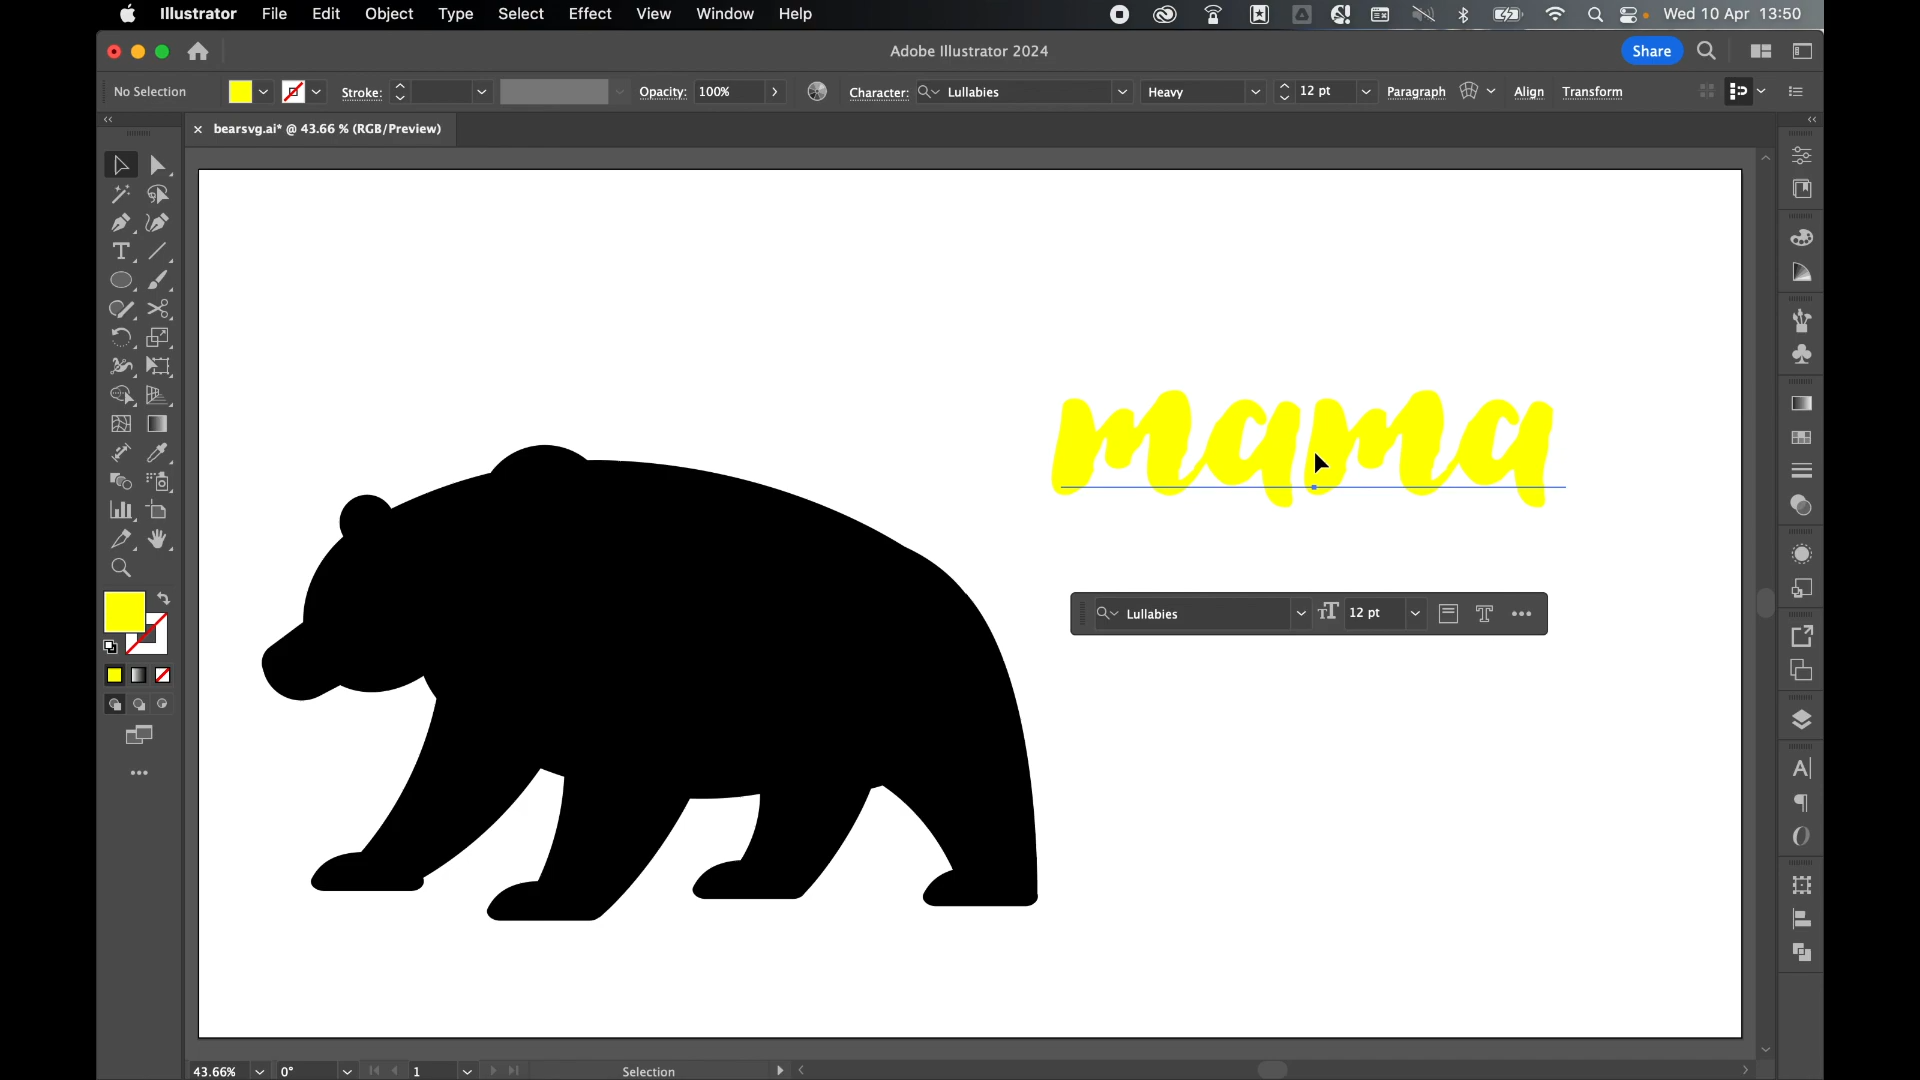 Illustrator File Edit Object Type Select Effect View Window Help Wed 10 Apr 13:50
Adobe Illustrator 2024 Share
No Selection Stroke: Opacity: 100% Character: Lullabies Heavy 12 pt Paragraph Align Transform
× bearsvg.ai* @ 43.66 % (RGB/Preview)
mama
Lullabies 12 pt
43.66% 0° 1 Selection